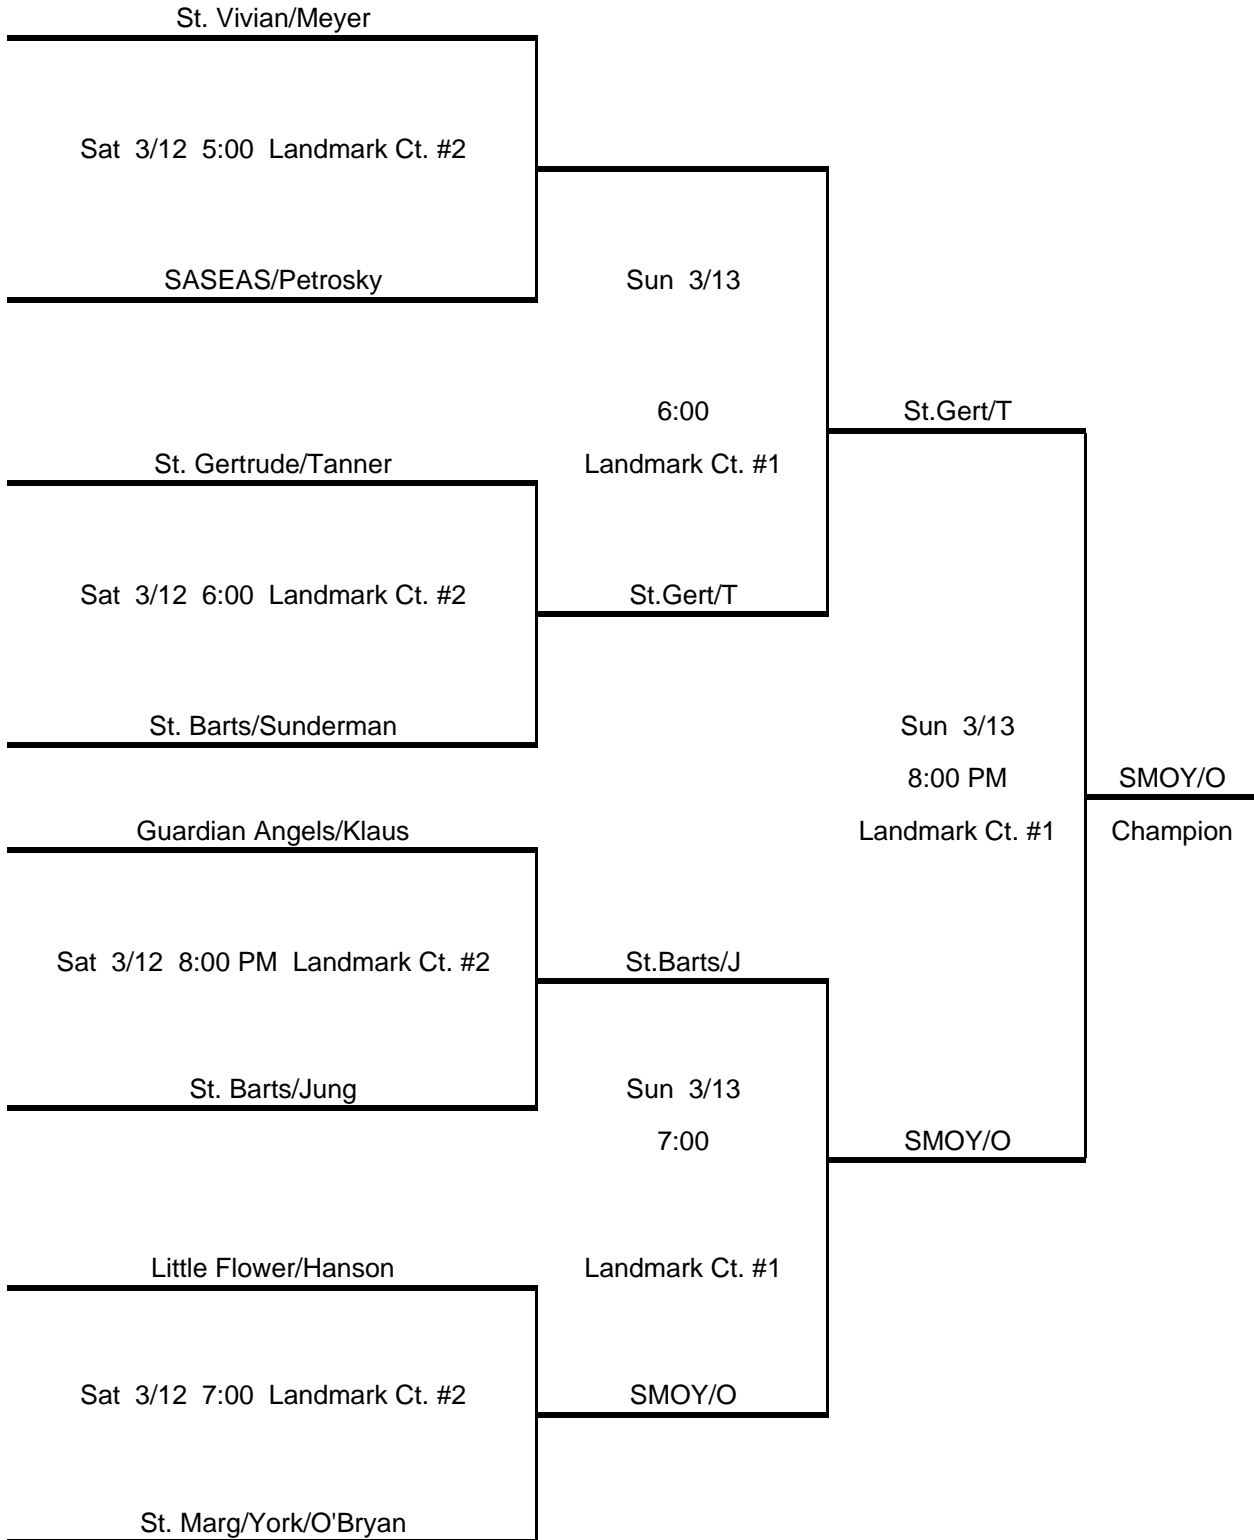 St. Vivian/Meyer
Sat 3/12 5:00 Landmark Ct. #2
SASEAS/Petrosky
Sun 3/13
6:00
St.Gert/T
St. Gertrude/Tanner
Landmark Ct. #1
Sat 3/12 6:00 Landmark Ct. #2
St.Gert/T
St. Barts/Sunderman
Sun 3/13
8:00 PM
SMOY/O
Guardian Angels/Klaus
Landmark Ct. #1
Champion
Sat 3/12 8:00 PM Landmark Ct. #2
St.Barts/J
St. Barts/Jung
Sun 3/13
7:00
SMOY/O
Little Flower/Hanson
Landmark Ct. #1
Sat 3/12 7:00 Landmark Ct. #2
SMOY/O
St. Marg/York/O'Bryan